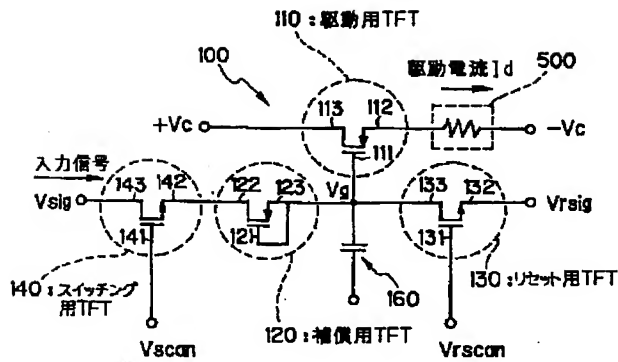 110：駆動用TFT
100
駆動電流Id
500
113
112
+Vc
-Vc
111
入力信号
Vg
Vsig
143
142
122
123
133
132
Vrsig
141
121
131
160
140：スイッチング
用TFT
130：リセット用TFT
120：補償用TFT
Vscan
Vrscan